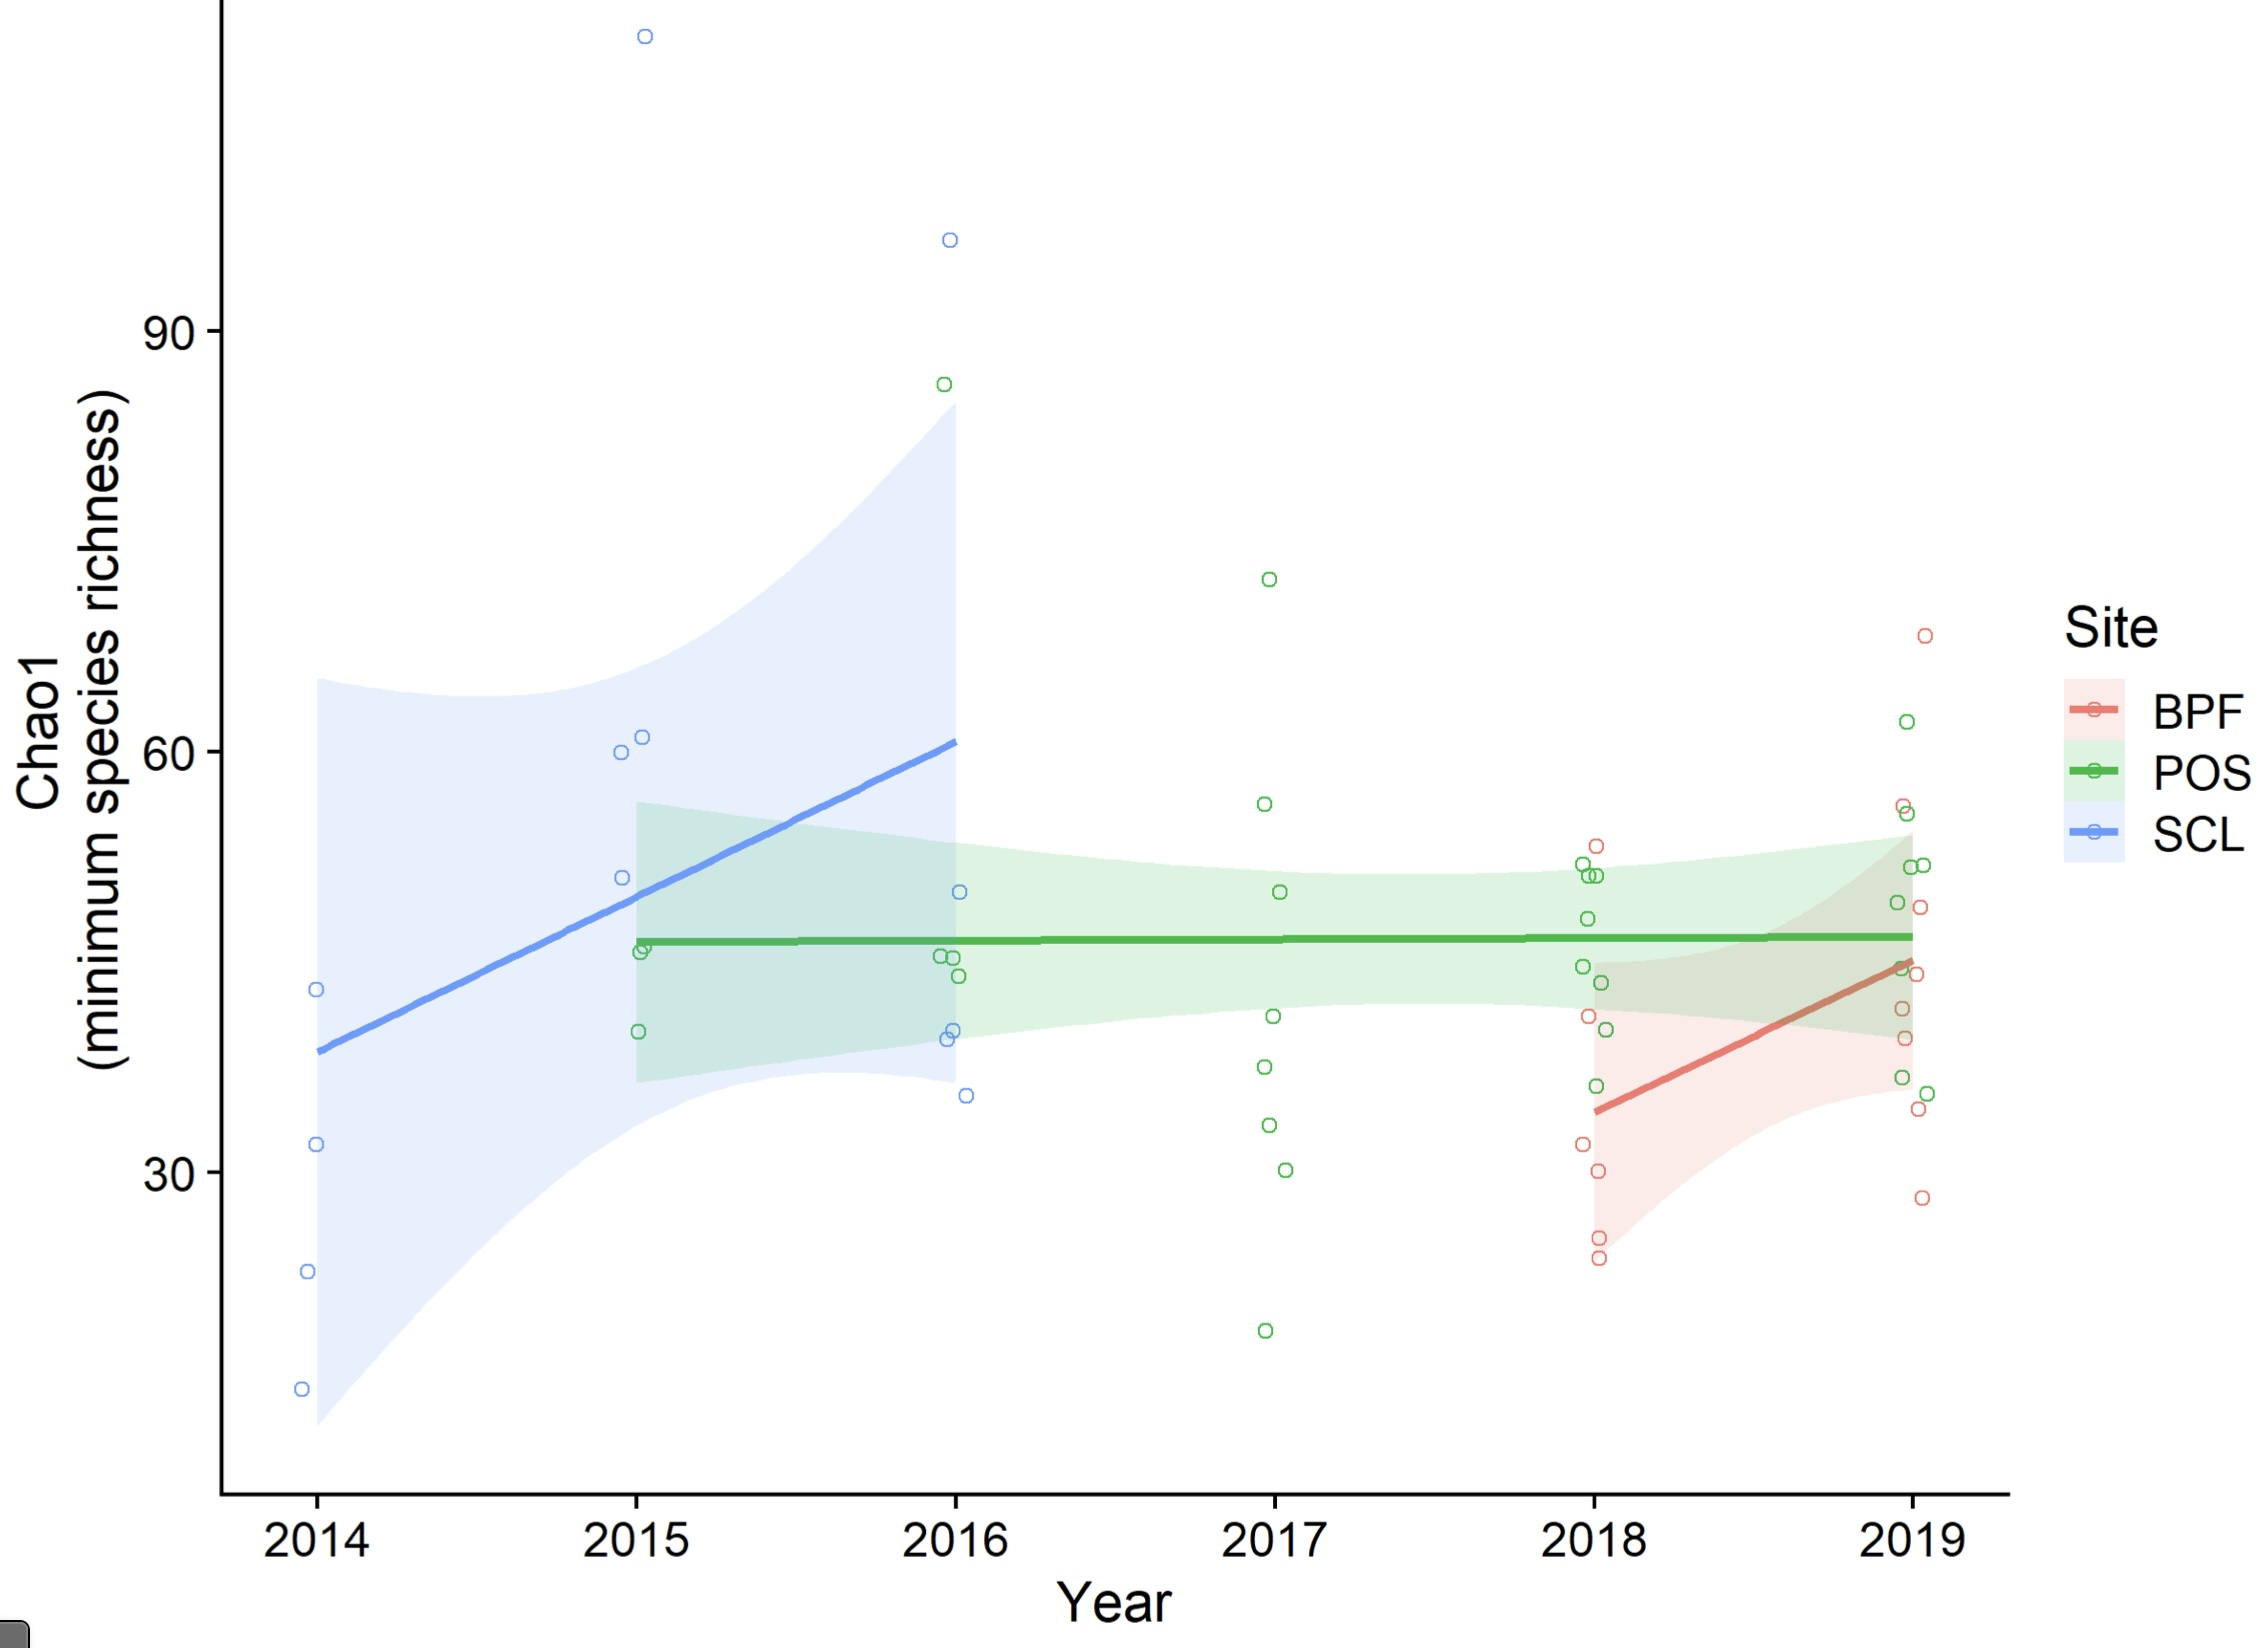 Chao1
(minimum species richness)
90
60
30
2014 2015 2016 2017 2018 2019
Year
Site
BPF
POS
SCL